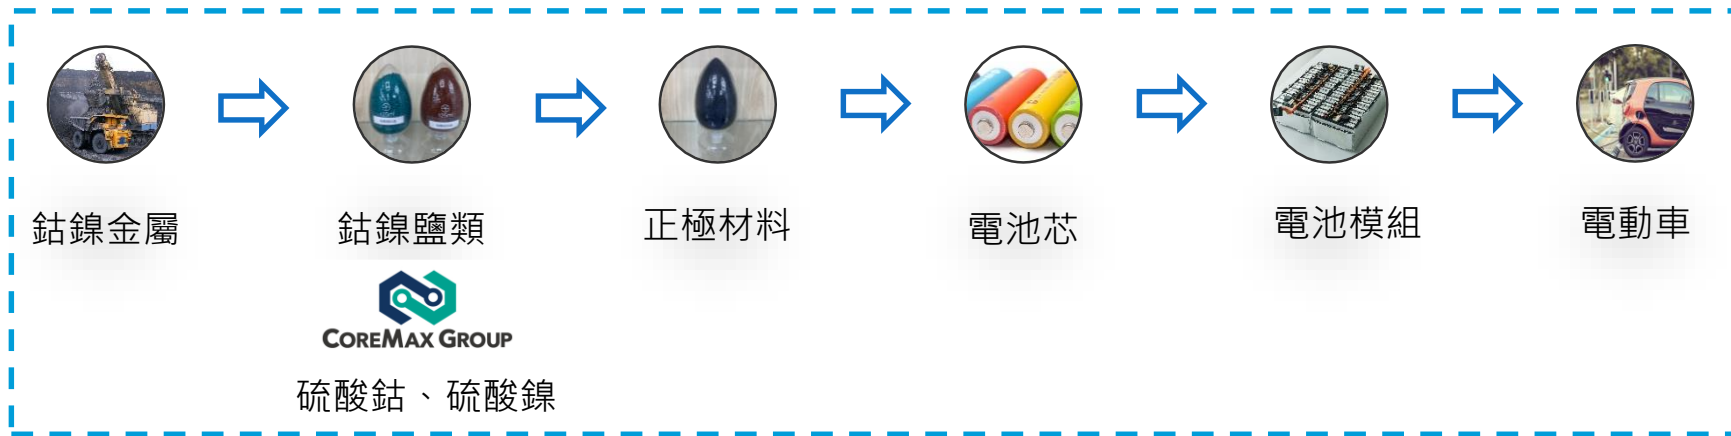 鈷鎳金屬
鈷鎳鹽類
正極材料
電池芯
電池模組
電動車
COREMAX GROUP
硫酸鈷、硫酸鎳